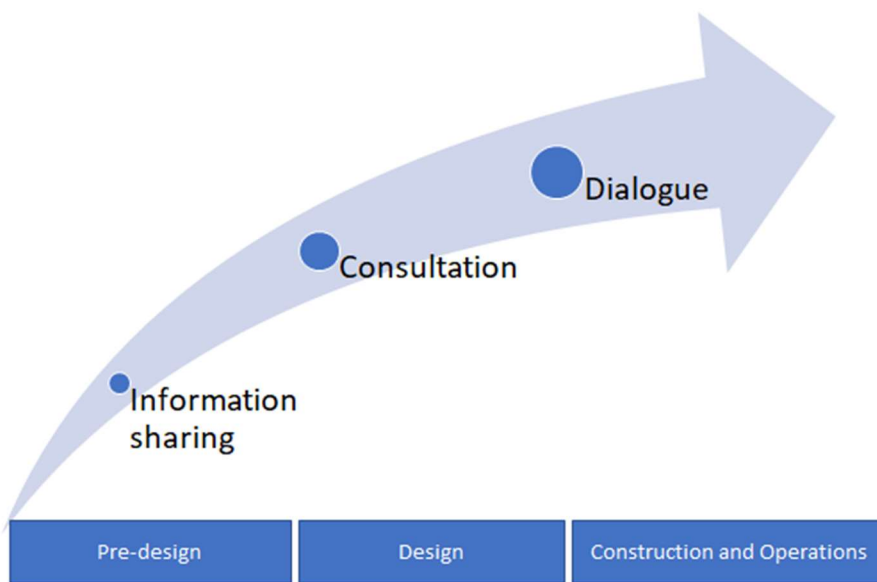 Dialogue
Consultation
Information
sharing
Pre-design
Design
Construction and Operations